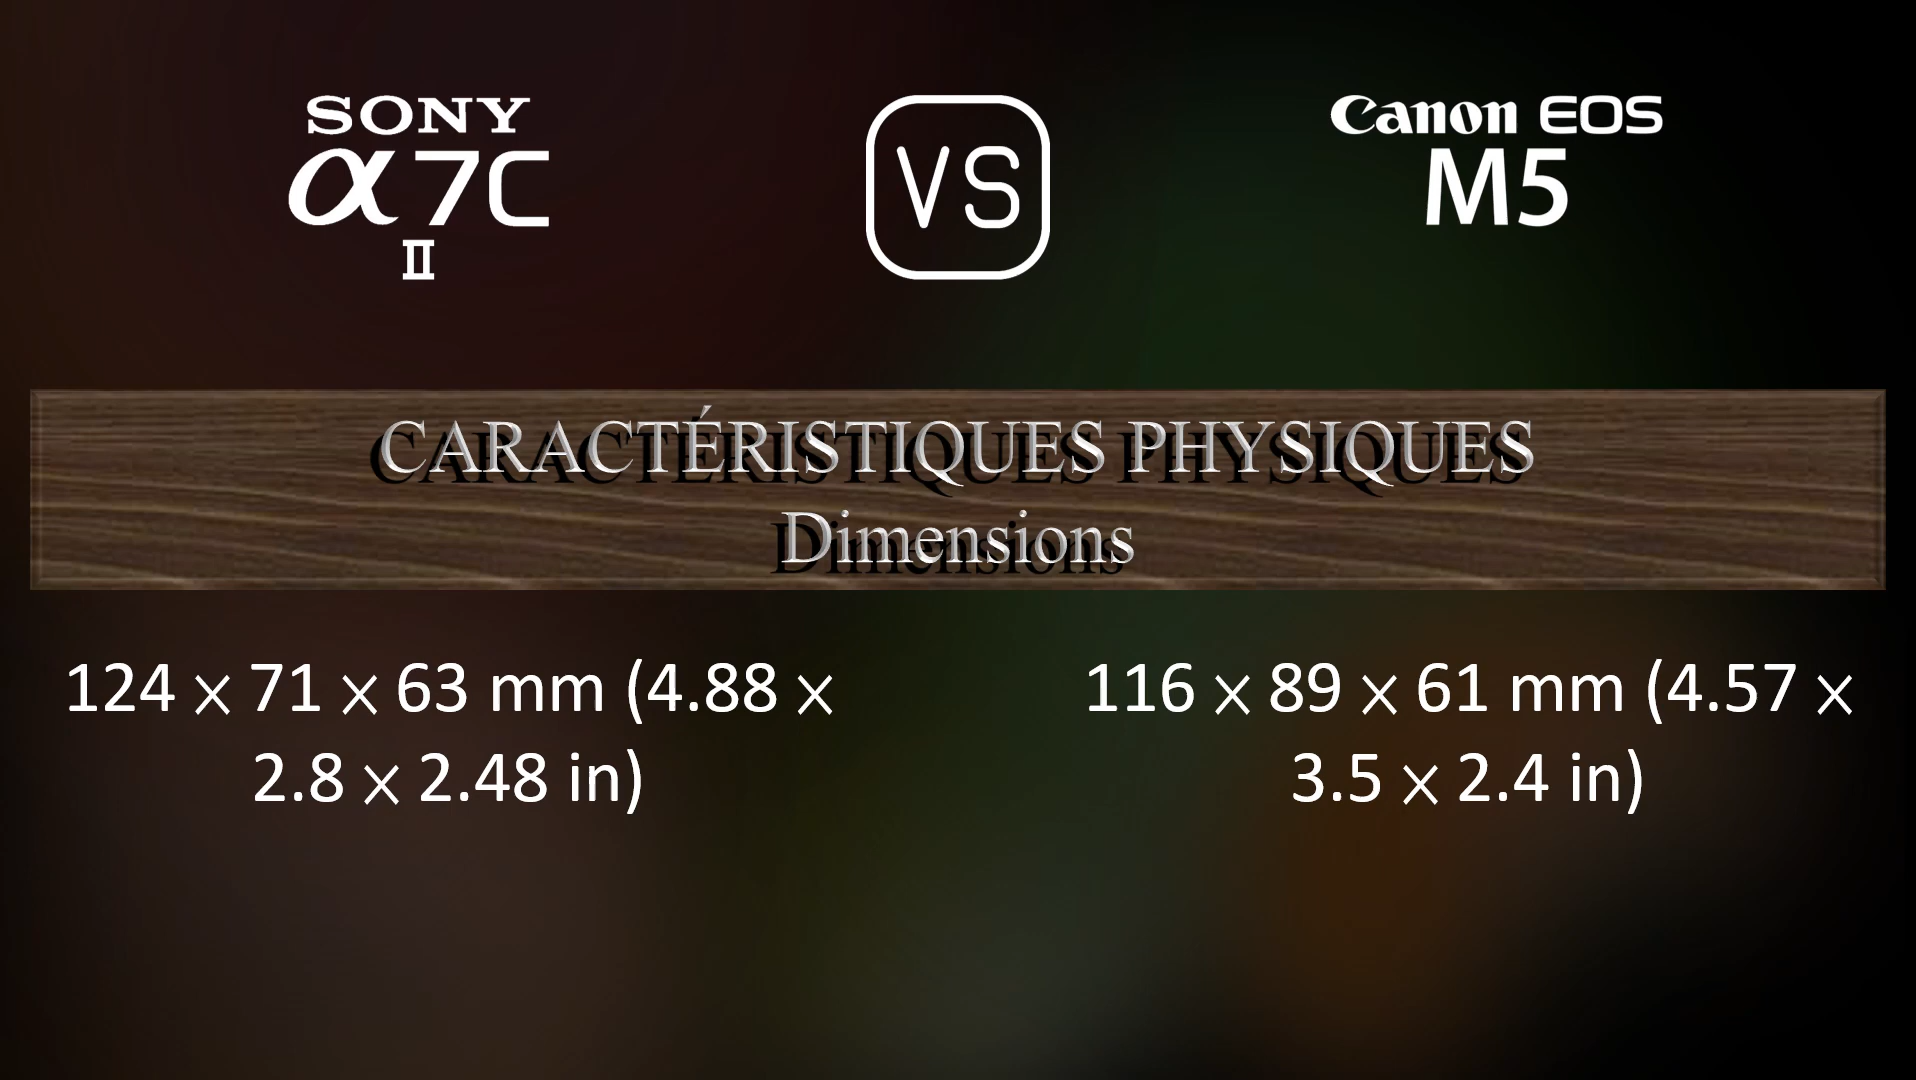 SONY
α7C
II
VS
Canon EOS
M5
CARACTÉRISTIQUES PHYSIQUES
Dimensions
124 x 71 x 63 mm (4.88 x
2.8 x 2.48 in)
116 x 89 x 61 mm (4.57 x
3.5 x 2.4 in)